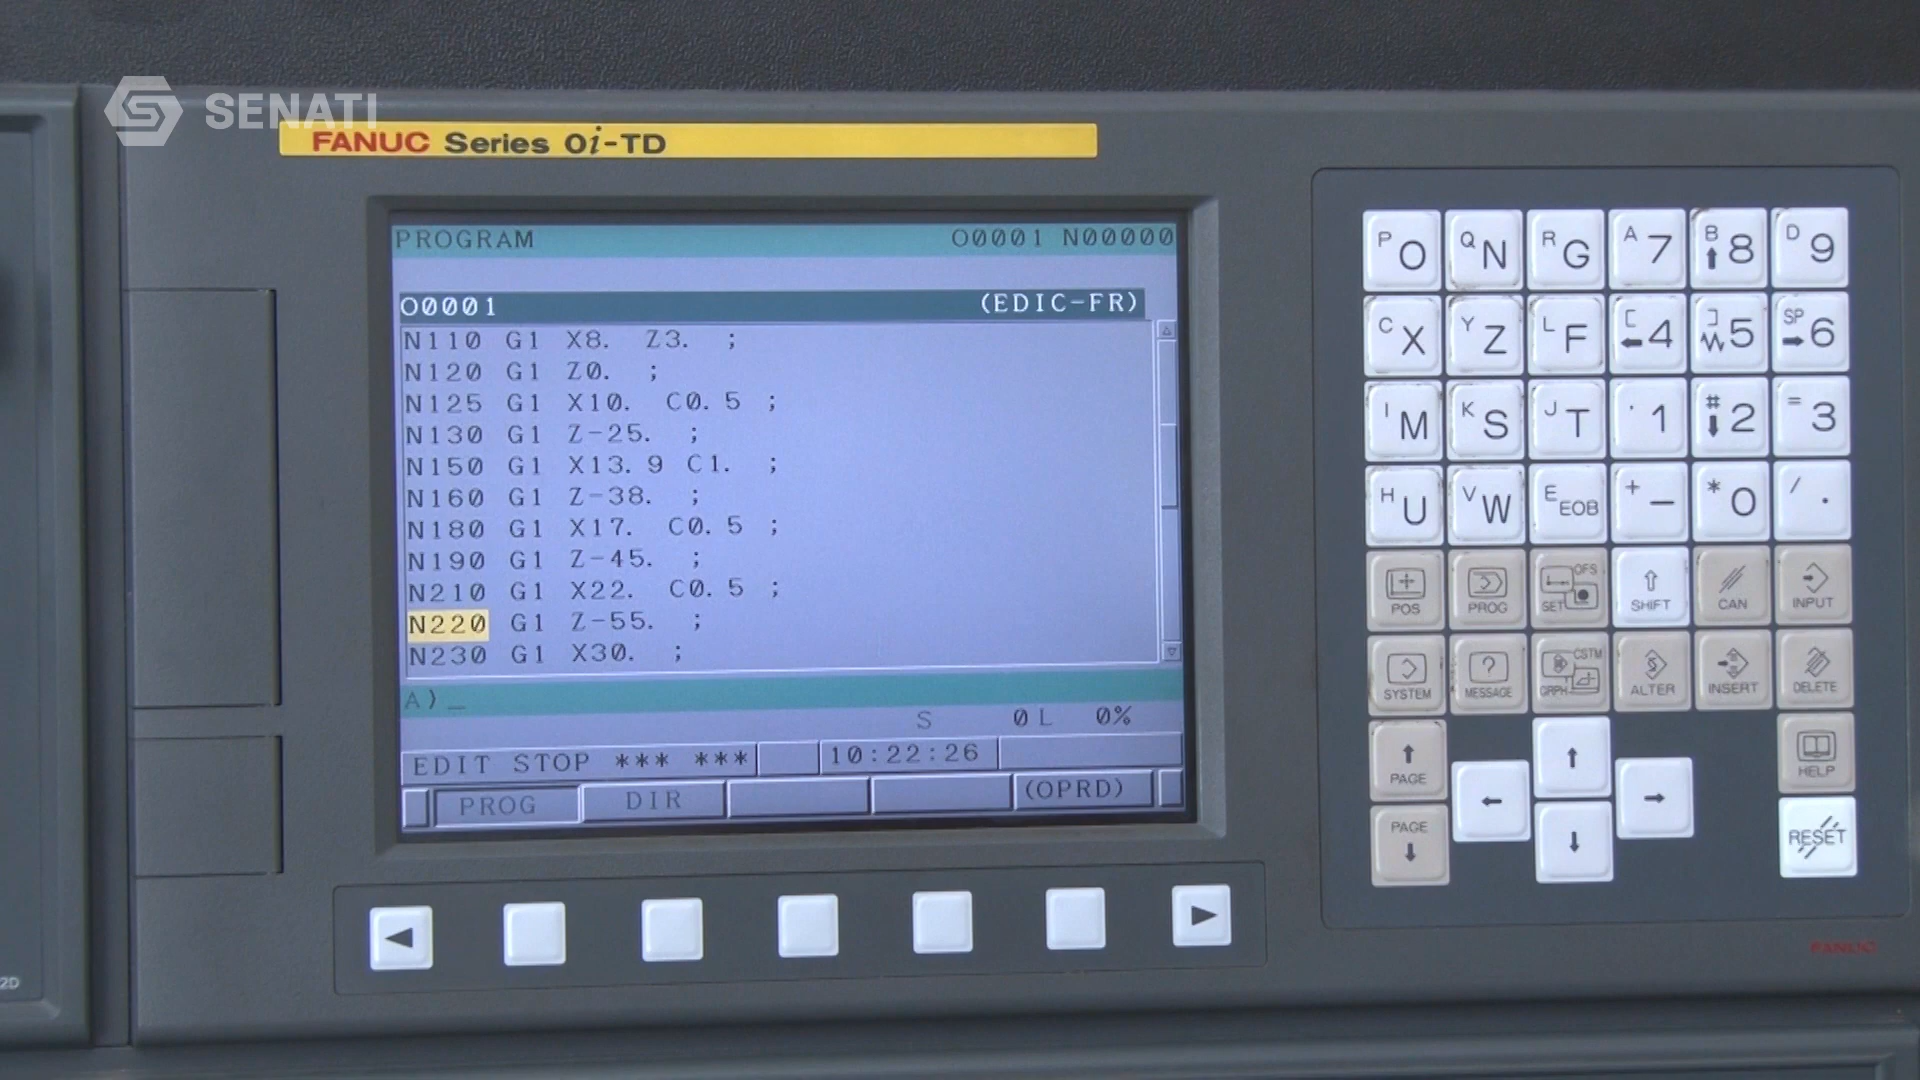 SENATI
FANUC Series 0i-TD
PROGRAM O0001 N00000
O0001 (EDIC-FR)
N110 G1 X8. Z3. ;
N120 G1 Z0. ;
N125 G1 X10. C0.5 ;
N130 G1 Z-25. ;
N150 G1 X13.9 C1. ;
N160 G1 Z-38. ;
N180 G1 X17. C0.5 ;
N190 G1 Z-45. ;
N210 G1 X22. C0.5 ;
N220 G1 Z-55. ;
N230 G1 X30. ;
A)_
S 0 L 0%
EDIT STOP *** *** 10:22:26
PROG DIR (OPRD)
P O Q N R G A 7 B 8 D 9
C X Y Z L F [ 4 ] 5 SP 6
I M K S J T . 1 # 2 = 3
H U V W E EOB + - * 0 / .
POS PROG OFS SET SHIFT CAN INPUT
SYSTEM MESSAGE CSTM GRPH ALTER INSERT DELETE
PAGE HELP
PAGE RESET
FANUC
2D